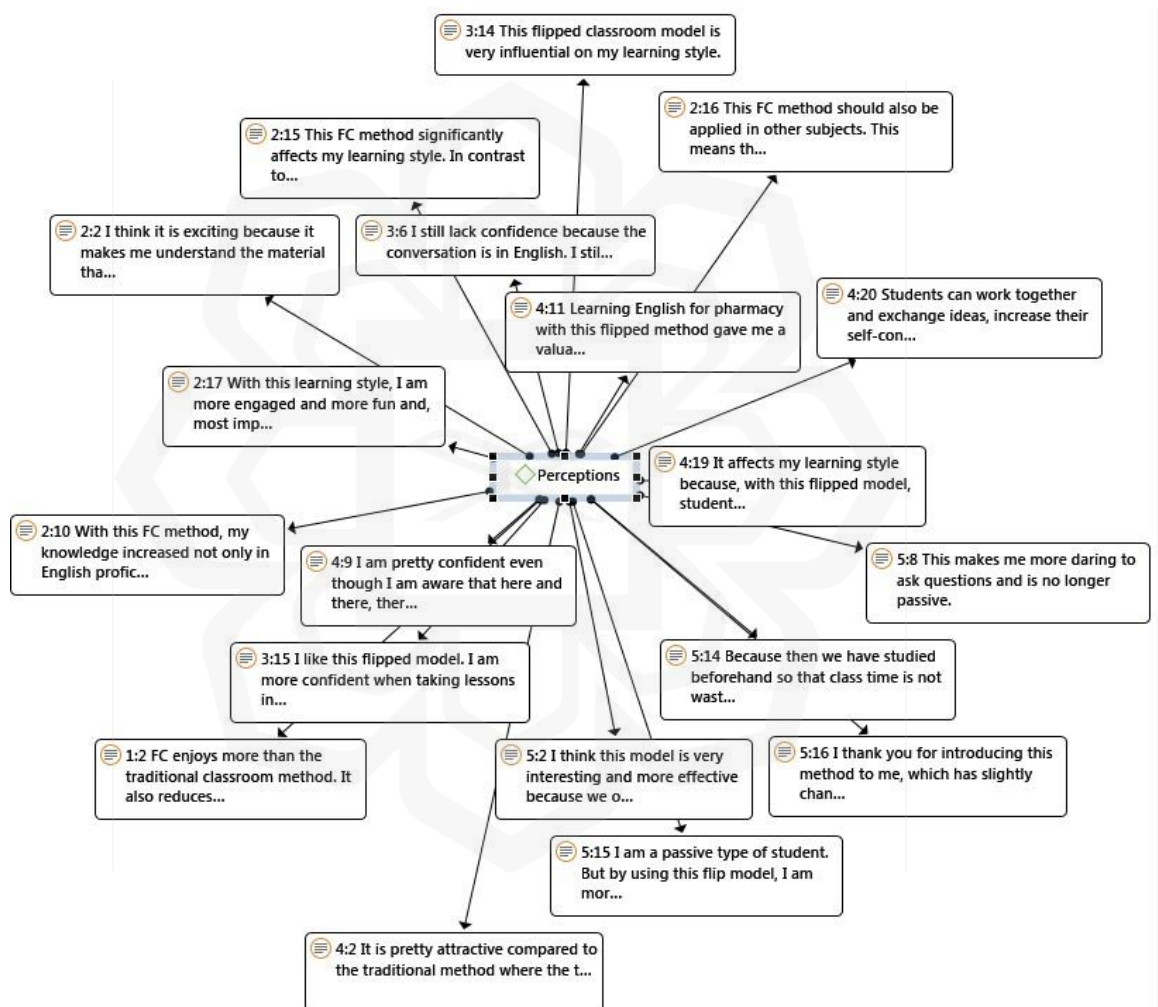 3:14 This flipped classroom model is
very influential on my learning style.
2:16 This FC method should also be
applied in other subjects. This
means th...
2:15 This FC method significantly
affects my learning style. In contrast
to...
2:2 I think it is exciting because it
makes me understand the material
tha...
3:6 I still lack confidence because the
conversation is in English. I stil...
4:11 Learning English for pharmacy
with this flipped method gave me a
valua...
4:20 Students can work together
and exchange ideas, increase their
self-con...
2:17 With this learning style, I am
more engaged and more fun and,
most imp...
Perceptions
4:19 It affects my learning style
because, with this flipped model,
student...
2:10 With this FC method, my
knowledge increased not only in
English profic...
4:9 I am pretty confident even
though I am aware that here and
there, ther...
5:8 This makes me more daring to
ask questions and is no longer
passive.
3:15 I like this flipped model. I am
more confident when taking lessons
in...
5:14 Because then we have studied
beforehand so that class time is not
wast...
1:2 FC enjoys more than the
traditional classroom method. It
also reduces...
5:2 I think this model is very
interesting and more effective
because we o...
5:16 I thank you for introducing this
method to me, which has slightly
chan...
5:15 I am a passive type of student.
But by using this flip model, I am
mor...
4:2 It is pretty attractive compared to
the traditional method where the t...